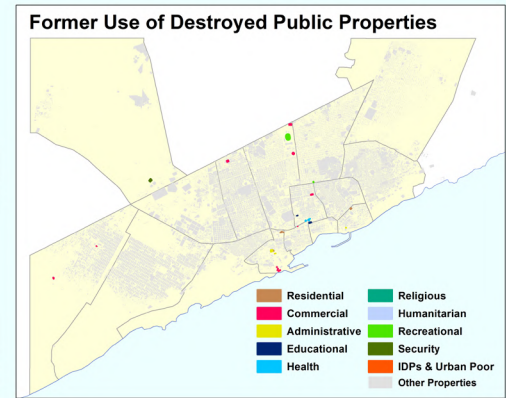 Former Use of Destroyed Public Properties
Residential
Commercial
Administrative
Educational
Health
Religious
Humanitarian
Recreational
Security
IDPs & Urban Poor
Other Properties